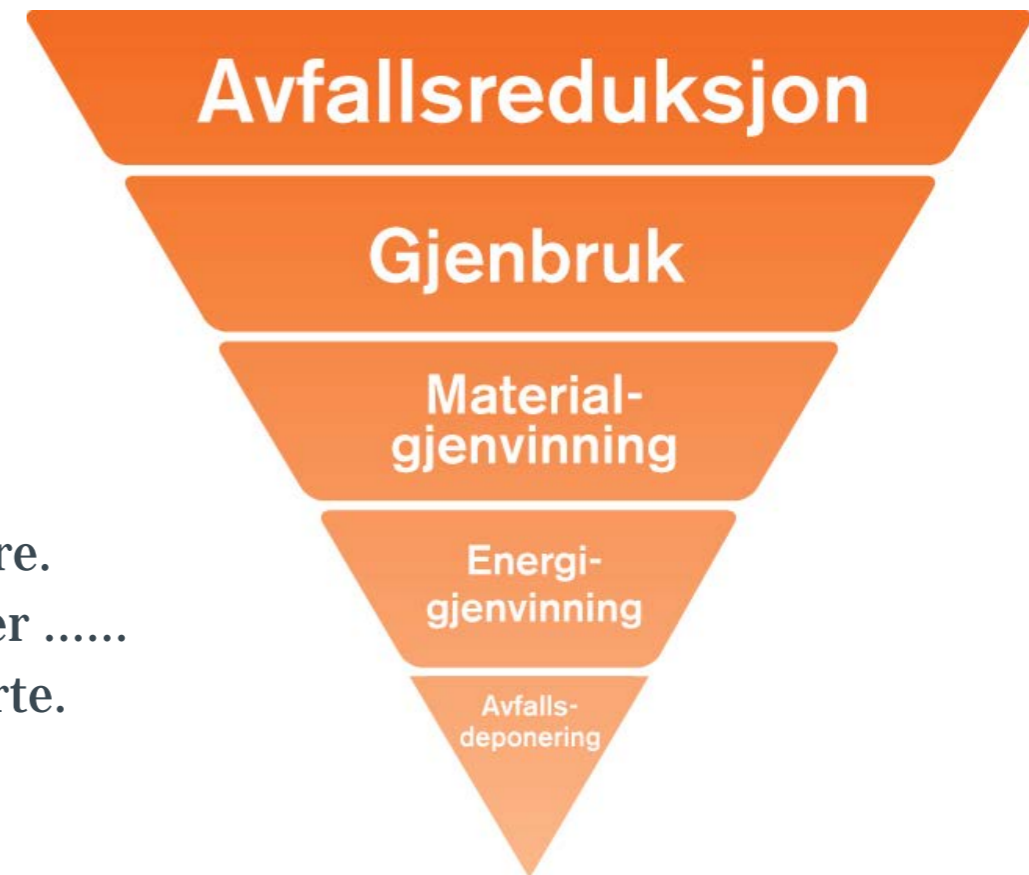 Avfallsreduksjon
Gjenbruk
Material-
gjenvinning
Energi-
gjenvinning
Avfalls-
deponering
re.
er ......
rte.